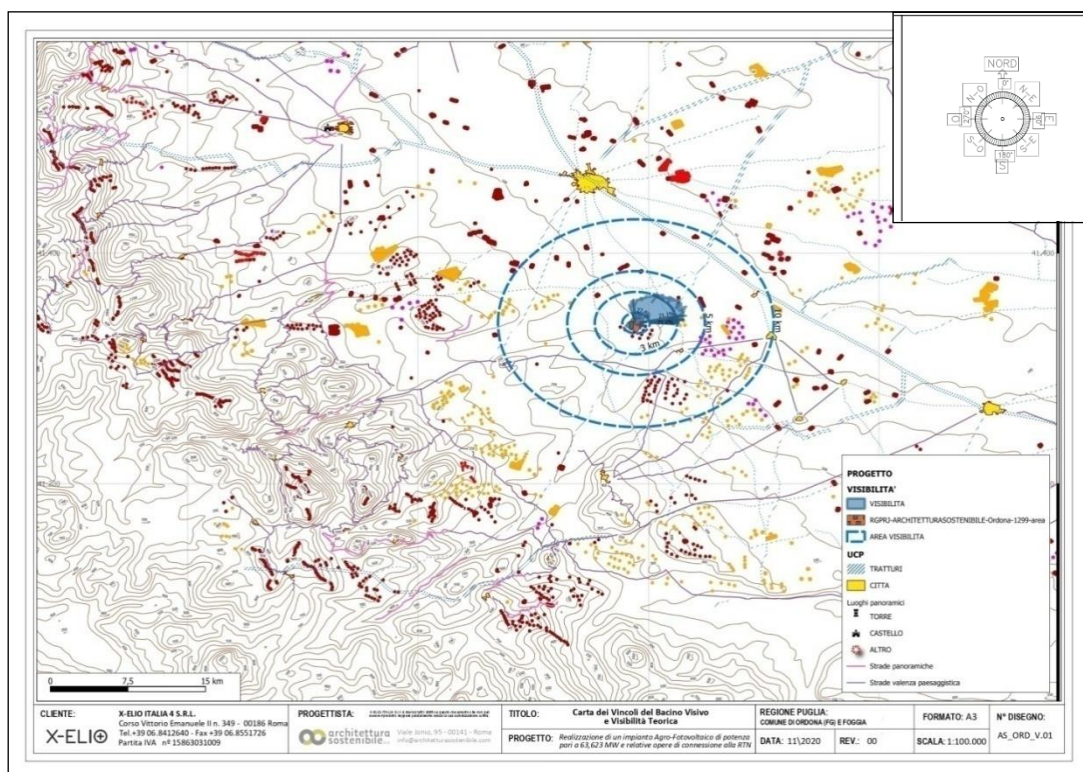 NORD
0°
N-O
N-E
270°
90°
O
E
S-O
S-E
180°
S
41.400
41.400
10 km
5 km
3 km
PROGETTO
VISIBILITA'
VISIBILITA
RGPRJ-ARCHITETTURASOSTENIBILE-Ordona-1299-area
AREA VISIBILITA
UCP
TRATTURI
CITTA
Luoghi panoramici
TORRE
CASTELLO
ALTRO
Strade panoramiche
Strade valenza paesaggistica
0 7,5 15 km
CLIENTE:
X-ELIO
X-ELIO ITALIA 4 S.R.L.
Corso Vittorio Emanuele II n. 349 - 00186 Roma
Tel.+39 06.8412640 - Fax +39 06.8551726
Partita IVA n° 15863031009
PROGETTISTA:
architettura
sostenibile
Viale Jonio, 95 - 00141 - Roma
info@architetturasostenibile.com
TITOLO:
Carta dei Vincoli del Bacino Visivo
e Visibilità Teorica
PROGETTO:
Realizzazione di un impianto Agro-Fotovoltaico di potenza
pari a 63,623 MW e relative opere di connessione alla RTN
REGIONE PUGLIA:
COMUNE DI ORDONA (FG) E FOGGIA
DATA: 11\2020
REV.: 00
FORMATO: A3
SCALA: 1:100.000
N° DISEGNO:
AS_ORD_V.01